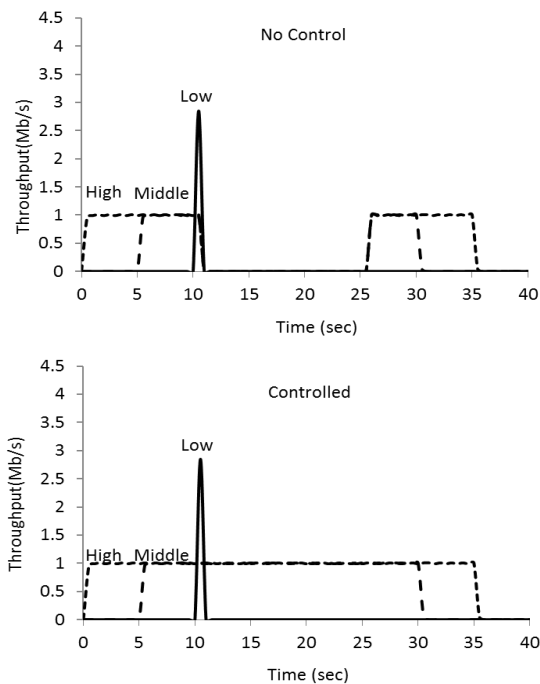 No Control
Throughput(Mb/s)
4.5
4
3.5
3
2.5
2
1.5
1
0.5
0
Low
High Middle
0 5 10 15 20 25 30 35 40
Time (sec)
Controlled
Throughput(Mb/s)
4.5
4
3.5
3
2.5
2
1.5
1
0.5
0
Low
High Middle
0 5 10 15 20 25 30 35 40
Time (sec)